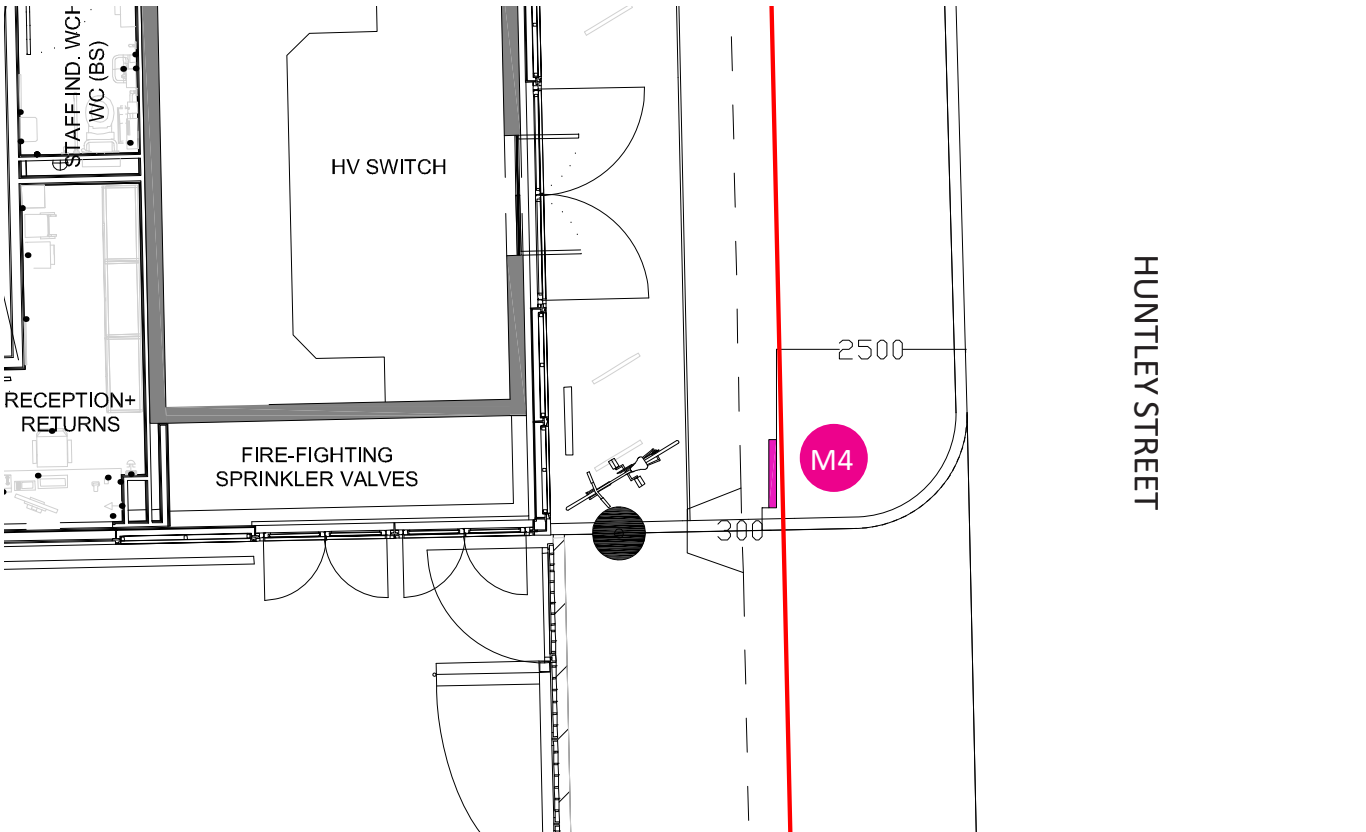 STAFF IND. WCH
WC (BS)
HV SWITCH
RECEPTION+
RETURNS
FIRE-FIGHTING
SPRINKLER VALVES
2500
M4
300
HUNTLEY STREET